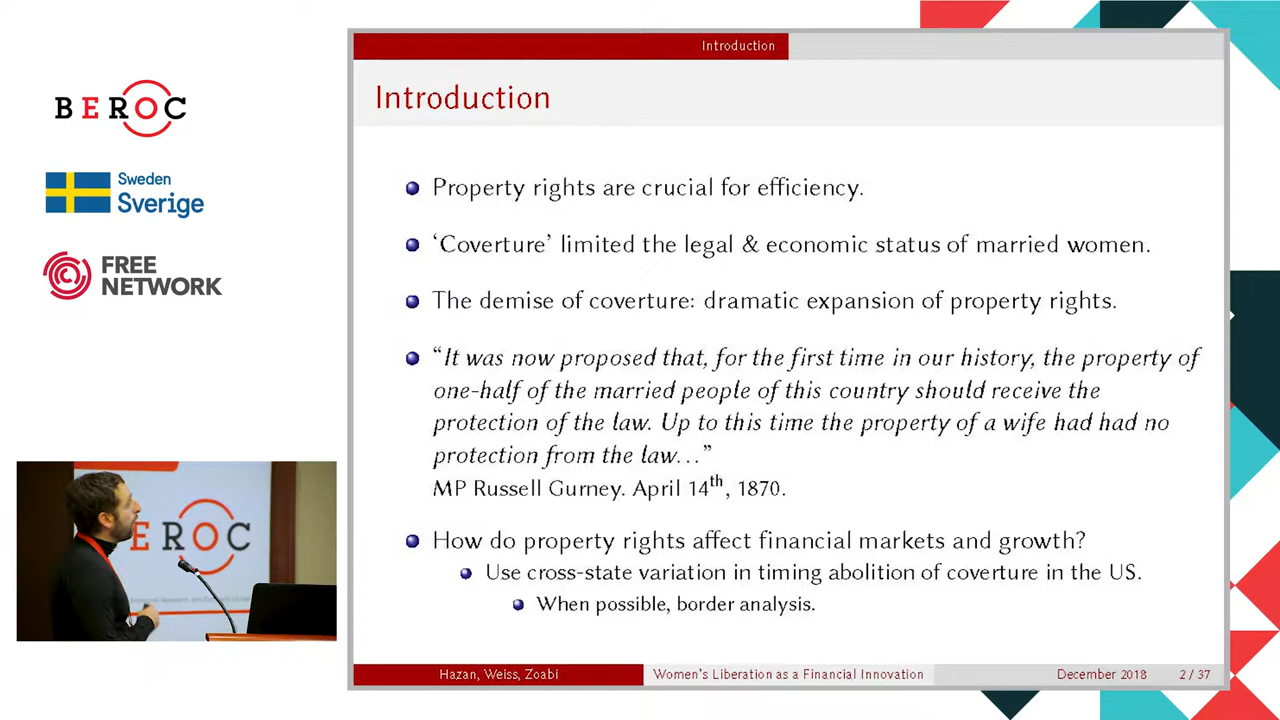 BEROC
Sweden
Sverige
FREE
NETWORK
Introduction
Introduction
Property rights are crucial for efficiency.
‘Coverture’ limited the legal & economic status of married women.
The demise of coverture: dramatic expansion of property rights.
“It was now proposed that, for the first time in our history, the property of
one-half of the married people of this country should receive the
protection of the law. Up to this time the property of a wife had had no
protection from the law...”
MP Russell Gurney. April 14th, 1870.
How do property rights affect financial markets and growth?
Use cross-state variation in timing abolition of coverture in the US.
When possible, border analysis.
Hazan, Weiss, Zoabi
Women's Liberation as a Financial Innovation
December 2018
2 / 37
BEROC